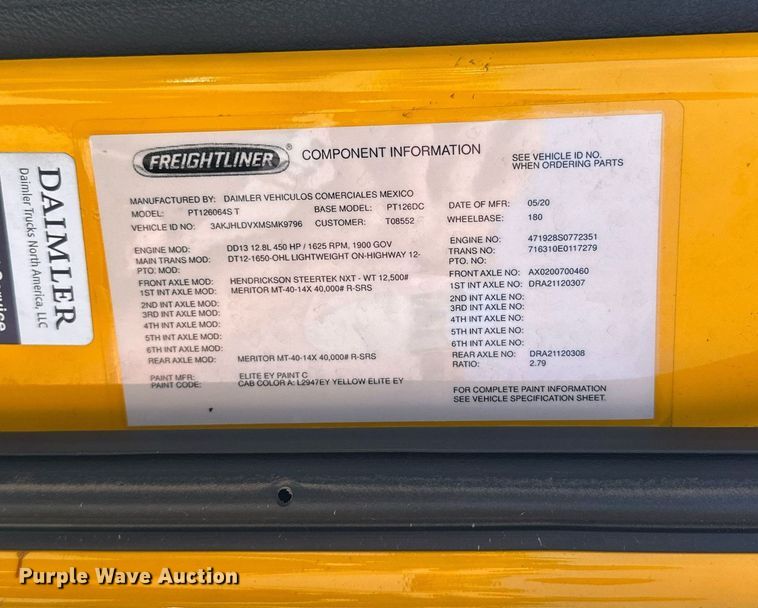 FREIGHTLINER®
COMPONENT INFORMATION
SEE VEHICLE ID NO.
WHEN ORDERING PARTS
MANUFACTURED BY: DAIMLER VEHICULOS COMERCIALES MEXICO
MODEL: PT126064S T BASE MODEL: PT126DC
VEHICLE ID NO: 3AKJHLDVXMSMK9796 CUSTOMER: T08552
DATE OF MFR: 05/20
WHEELBASE: 180
ENGINE MOD: DD13 12.8L 450 HP / 1625 RPM, 1900 GOV
MAIN TRANS MOD: DT12-1650-OHL LIGHTWEIGHT ON-HIGHWAY 12-
PTO: MOD:
ENGINE NO: 471928S0772351
TRANS NO: 716310E0117279
PTO. NO:
FRONT AXLE MOD: HENDRICKSON STEERTEK NXT - WT 12,500#
1ST INT AXLE MOD: MERITOR MT-40-14X 40,000# R-SRS
2ND INT AXLE MOD:
3RD INT AXLE MOD:
4TH INT AXLE MOD:
5TH INT AXLE MOD:
6TH INT AXLE MOD:
REAR AXLE MOD: MERITOR MT-40-14X 40,000# R-SRS
FRONT AXLE NO: AX0200700460
1ST INT AXLE NO: DRA21120307
2ND INT AXLE NO:
3RD INT AXLE NO:
4TH INT AXLE NO:
5TH INT AXLE NO:
6TH INT AXLE NO:
REAR AXLE NO: DRA21120308
RATIO: 2.79
PAINT MFR: ELITE EY PAINT C
PAINT CODE: CAB COLOR A: L2947EY YELLOW ELITE EY
FOR COMPLETE PAINT INFORMATION
SEE VEHICLE SPECIFICATION SHEET.
DAIMLER
Daimler Trucks North America, LLC
Purple Wave Auction